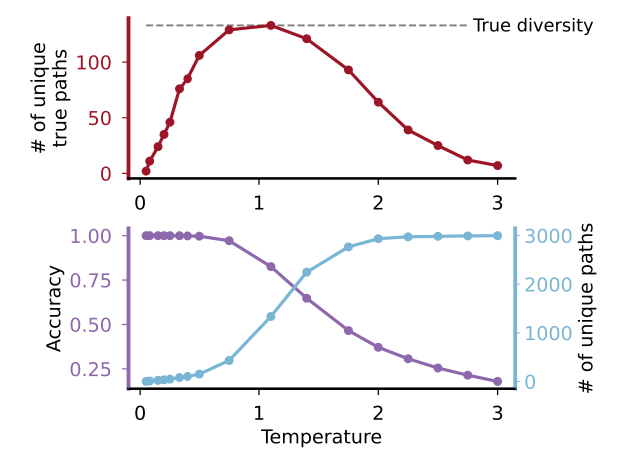 True diversity
# of unique
true paths
100
50
0
0 1 2 3
1.00
0.75
0.50
0.25
Accuracy
3000
2000
1000
0
# of unique paths
0 1 2 3
Temperature